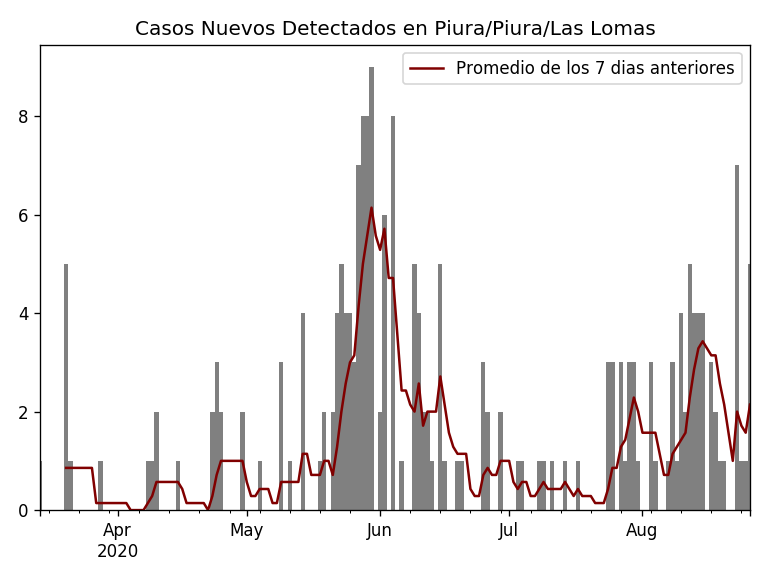 Casos Nuevos Detectados en Piura/Piura/Las Lomas
Promedio de los 7 dias anteriores
8
6
4
2
0
Apr May Jun Jul Aug
2020